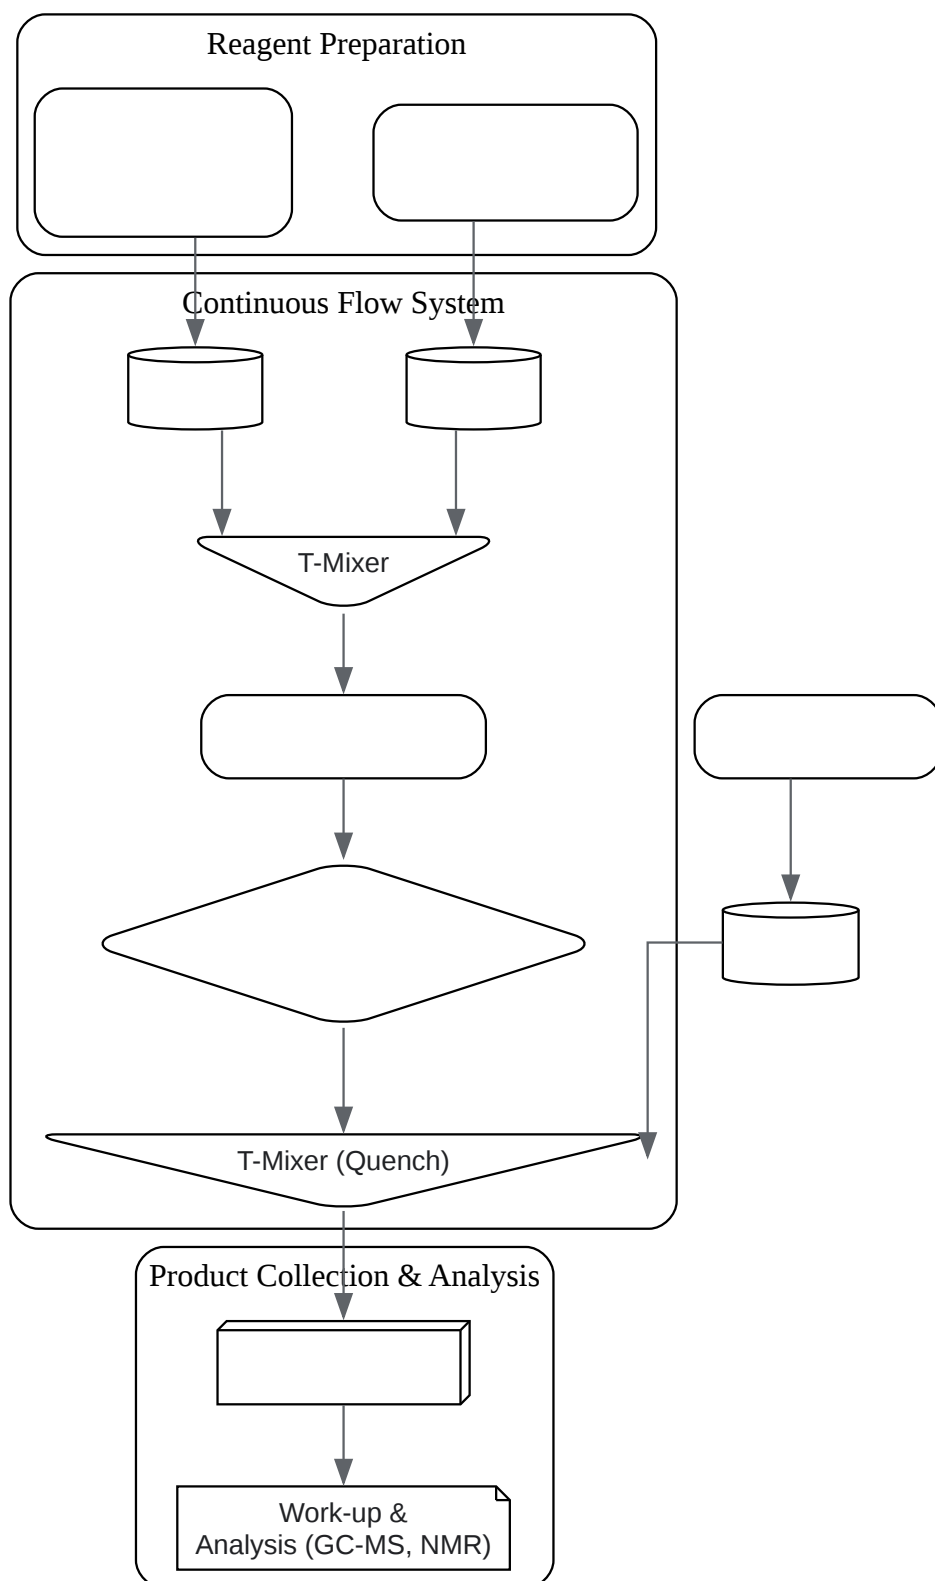 Reagent Preparation
Continuous Flow System
T-Mixer
T-Mixer (Quench)
Product Collection & Analysis
Work-up &
Analysis (GC-MS, NMR)